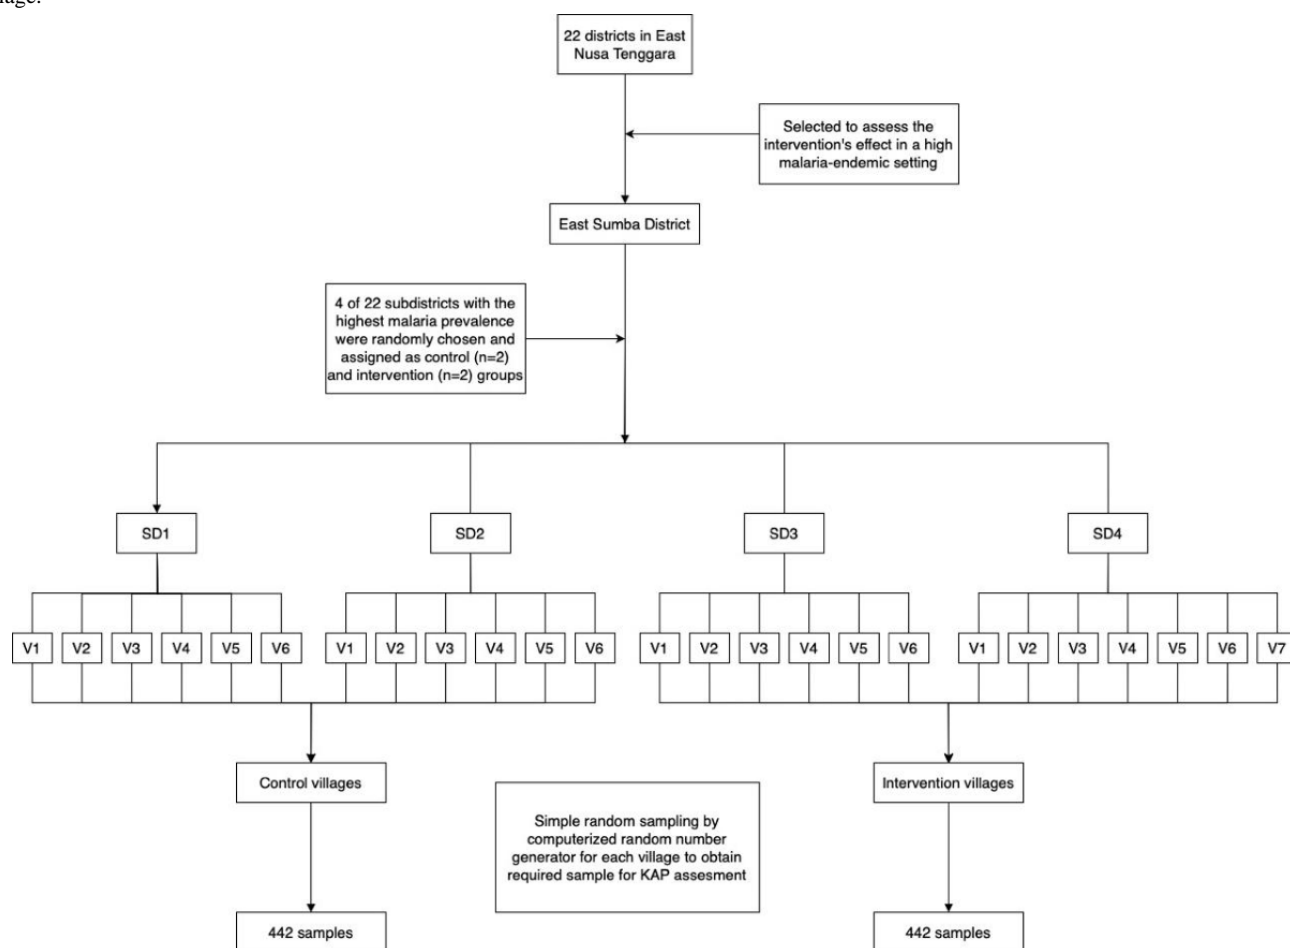 22 districts in East
Nusa Tenggara
Selected to assess the
intervention's effect in a high
malaria-endemic setting
East Sumba District
4 of 22 subdistricts with the
highest malaria prevalence
were randomly chosen and
assigned as control (n=2)
and intervention (n=2) groups
SD1 SD2 SD3 SD4
V1 V2 V3 V4 V5 V6 V1 V2 V3 V4 V5 V6 V1 V2 V3 V4 V5 V6 V1 V2 V3 V4 V5 V6 V7
Control villages
Intervention villages
Simple random sampling by
computerized random number
generator for each village to obtain
required sample for KAP assesment
442 samples
442 samples